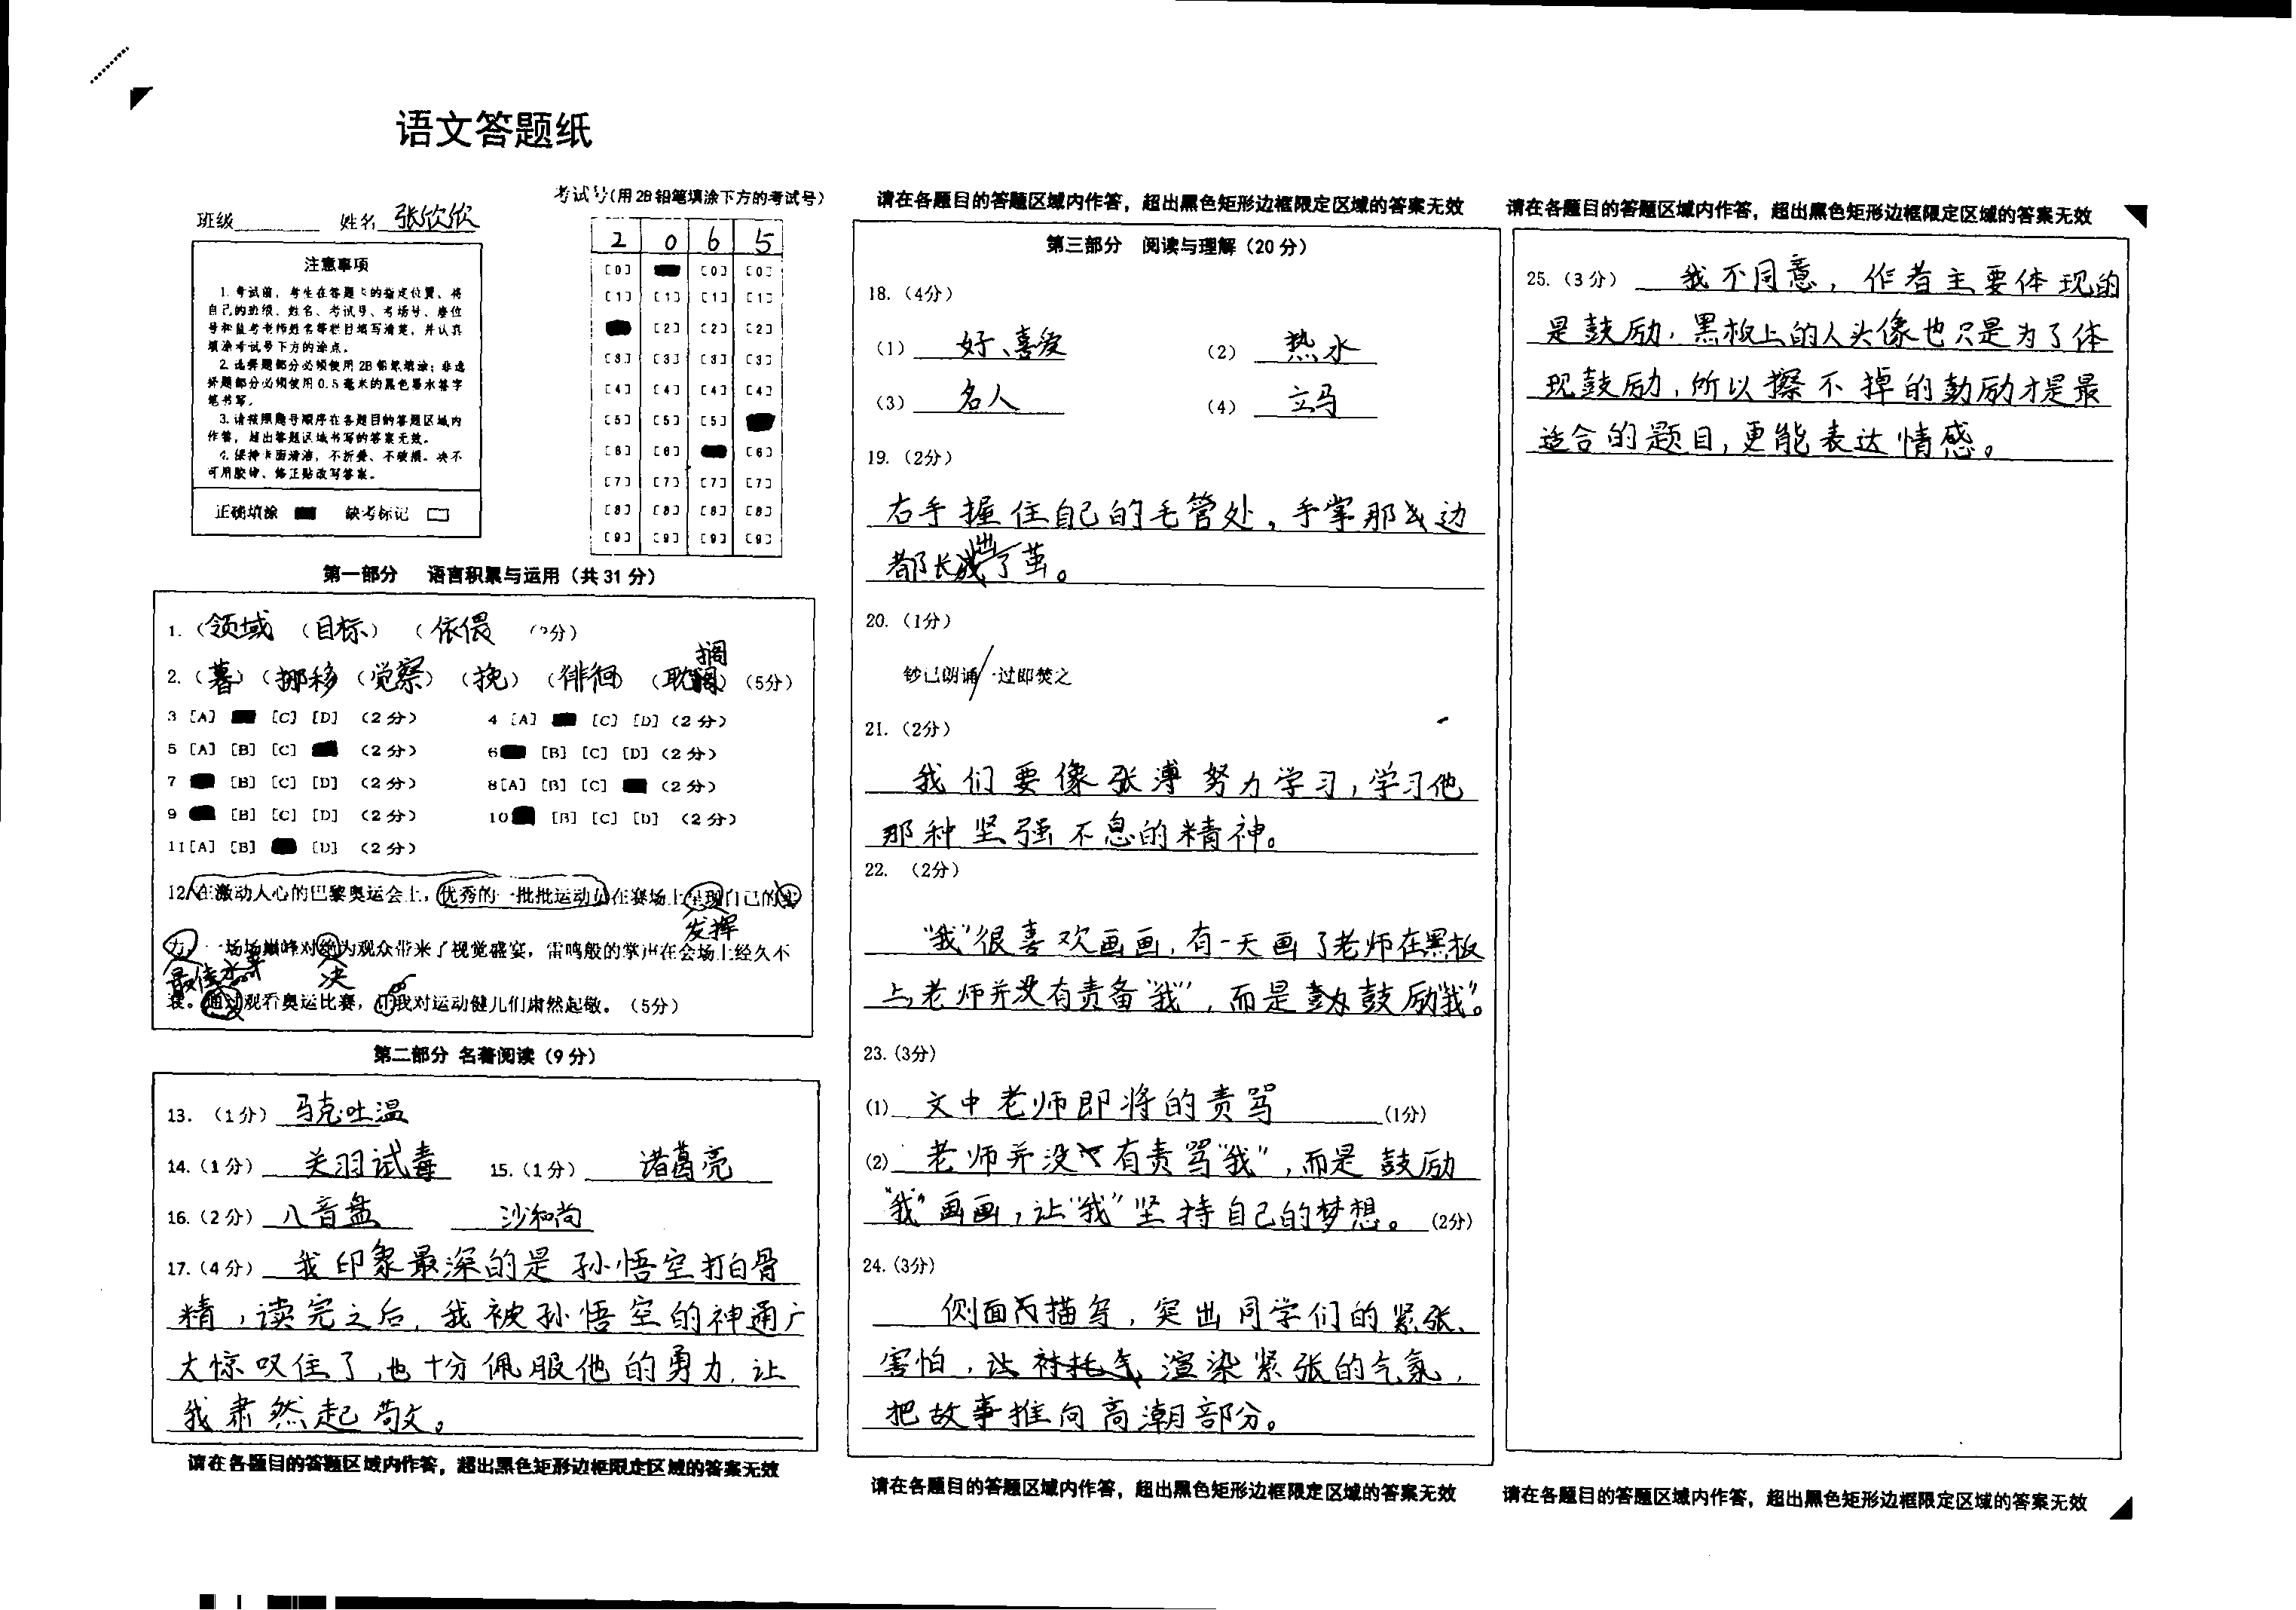 语文答题纸
班级 姓名 张欣依
考试号(用2B铅笔填涂下方的考试号)
2 0 6 5
注意事项
1.考试前，考生在答题卡的指定位置，将
自己的班级、姓名、考试号、考场号、座位
号和监考老师姓名等栏目填写清楚，并认真
填涂考试号下方的涂点。
2.选择题部分必须使用2B铅笔填涂；非选
择题部分必须使用0.5毫米的黑色墨水签字
笔书写。
3.请按照题号顺序在各题目的答题区域内
作答，超出答题区域书写的答案无效。
4.保持卡面清洁，不折叠、不破损。决不
可用胶带、修正贴改写答案。
正确填涂 缺考标记
[0] [0] [0]
[1] [1] [1] [1]
[2] [2] [2]
[3] [3] [3] [3]
[4] [4] [4] [4]
[5] [5] [5]
[6] [6] [6]
[7] [7] [7] [7]
[8] [8] [8] [8]
[9] [9] [9] [9]
第一部分 语言积累与运用（共31分）
1.（领域 （目标） （依偎 分）
2.（暮）（挪移（觉察）（挽）（徘徊）（耽搁）（5分）
3 [A] [C] [D] （2分） 4 [A] [C] [D]（2分）
5 [A] [B] [C] （2分） 6 [B] [C] [D]（2分）
7 [B] [C] [D] （2分） 8[A] [B] [C] （2分）
9 [B] [C] [D] （2分） 10 [B] [C] [D] （2分）
11[A] [B] [D] （2分）
12.在激动人心的巴黎奥运会上，优秀的一批批运动员在赛场上呈现自己的实
发挥
力，一场场巅峰对绝为观众带来了视觉盛宴，雷鸣般的掌声在会场上经久不
最佳水平 决
衰。通过观看奥运比赛，让我对运动健儿们肃然起敬。（5分）
第二部分 名著阅读（9分）
13.（1分）马克吐温
14.（1分）关羽试毒 15.（1分）诸葛亮
16.（2分）八音盒 沙和尚
17.（4分）我印象最深的是孙悟空打白骨
精，读完之后，我被孙悟空的神通广
大惊叹住了，也十分佩服他的勇力，让
我肃然起敬。
请在各题目的答题区域内作答，超出黑色矩形边框限定区域的答案无效
请在各题目的答题区域内作答，超出黑色矩形边框限定区域的答案无效
第三部分 阅读与理解（20分）
18.（4分）
（1）好、喜爱 （2）热水
（3）名人 （4）立马
19.（2分）
右手握住自己的毛管处，手掌那边
都长出了茧。
20.（1分）
钞已朗诵/一过即焚之
21.（2分）
我们要像张溥努力学习，学习他
那种坚强不息的精神。
22.（2分）
“我”很喜欢画画，有一天画了老师在黑板
上老师并没有责备“我”，而是鼓励“我”。
23.（3分）
(1) 文中老师即将的责骂 (1分)
(2) 老师并没有责骂“我”，而是鼓励
“我”画画，让“我”坚持自己的梦想。（2分）
24.（3分）
侧面描写，突出同学们的紧张、
害怕，渲染紧张的气氛，
把故事推向高潮部分。
请在各题目的答题区域内作答，超出黑色矩形边框限定区域的答案无效
请在各题目的答题区域内作答，超出黑色矩形边框限定区域的答案无效
25.（3分）我不同意，作者主要体现的
是鼓励，黑板上的人头像也只是为了体
现鼓励，所以擦不掉的励才是最
适合的题目，更能表达情感。
请在各题目的答题区域内作答，超出黑色矩形边框限定区域的答案无效